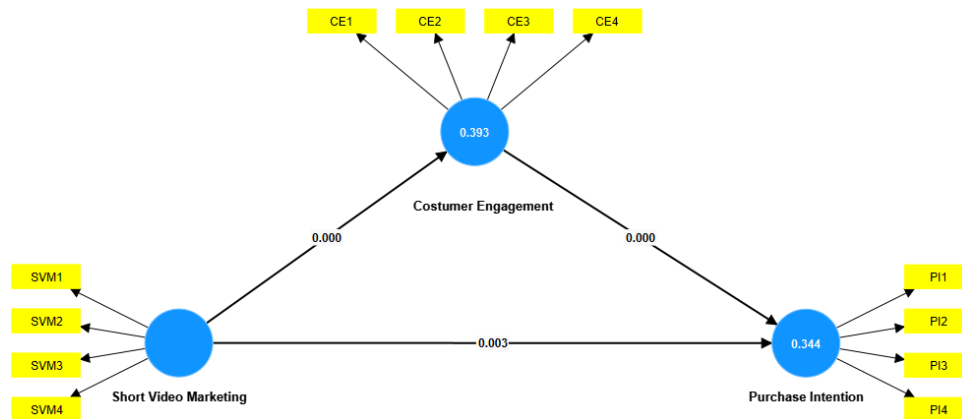 CE1
CE2
CE3
CE4
0.393
Costumer Engagement
0.000
0.000
SVM1
SVM2
SVM3
SVM4
Short Video Marketing
0.003
0.344
Purchase Intention
PI1
PI2
PI3
PI4